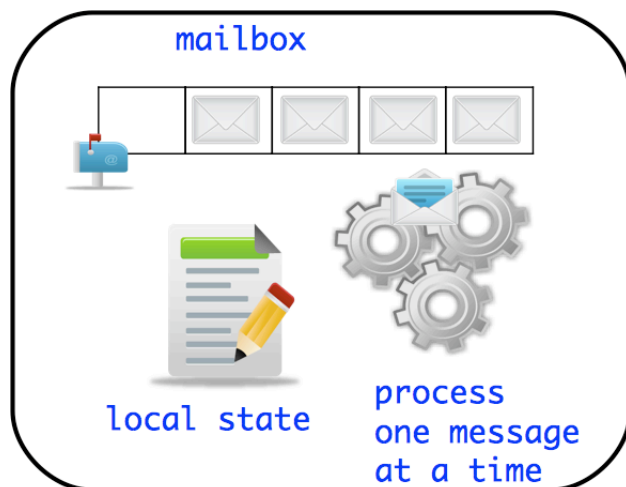 mailbox
@
local state
process
one message
at a time